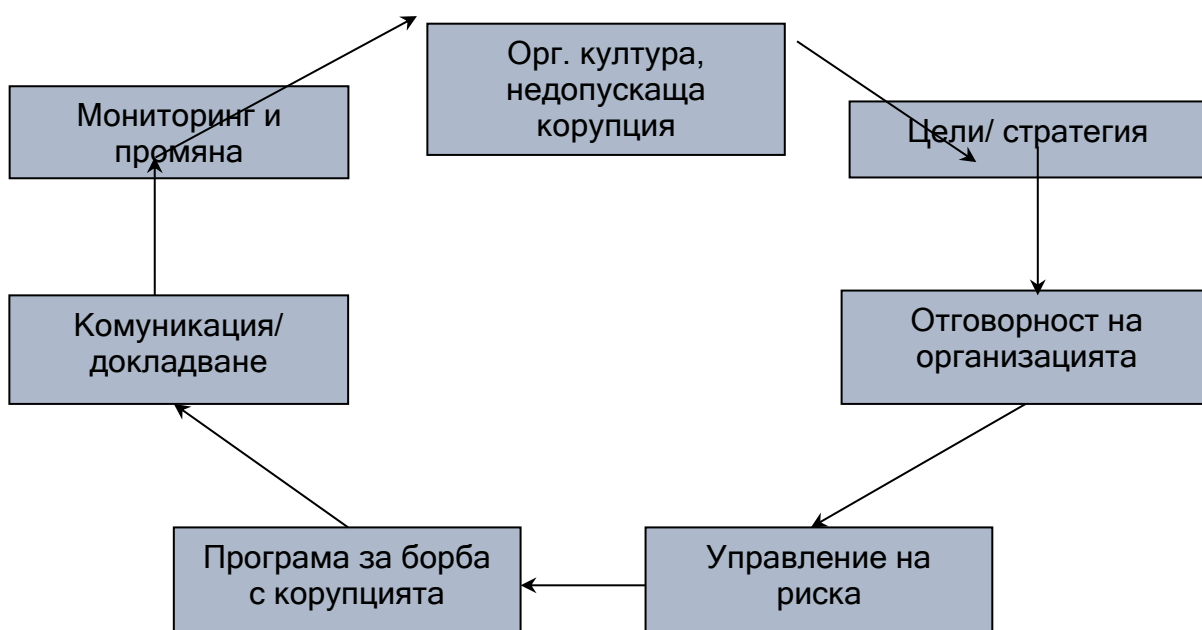 Орг. култура,
недопускаща
корупция
Мониторинг и
промяна
Цели/ стратегия
Комуникация/
докладване
Отговорност на
организацията
Програма за борба
с корупцията
Управление на
риска